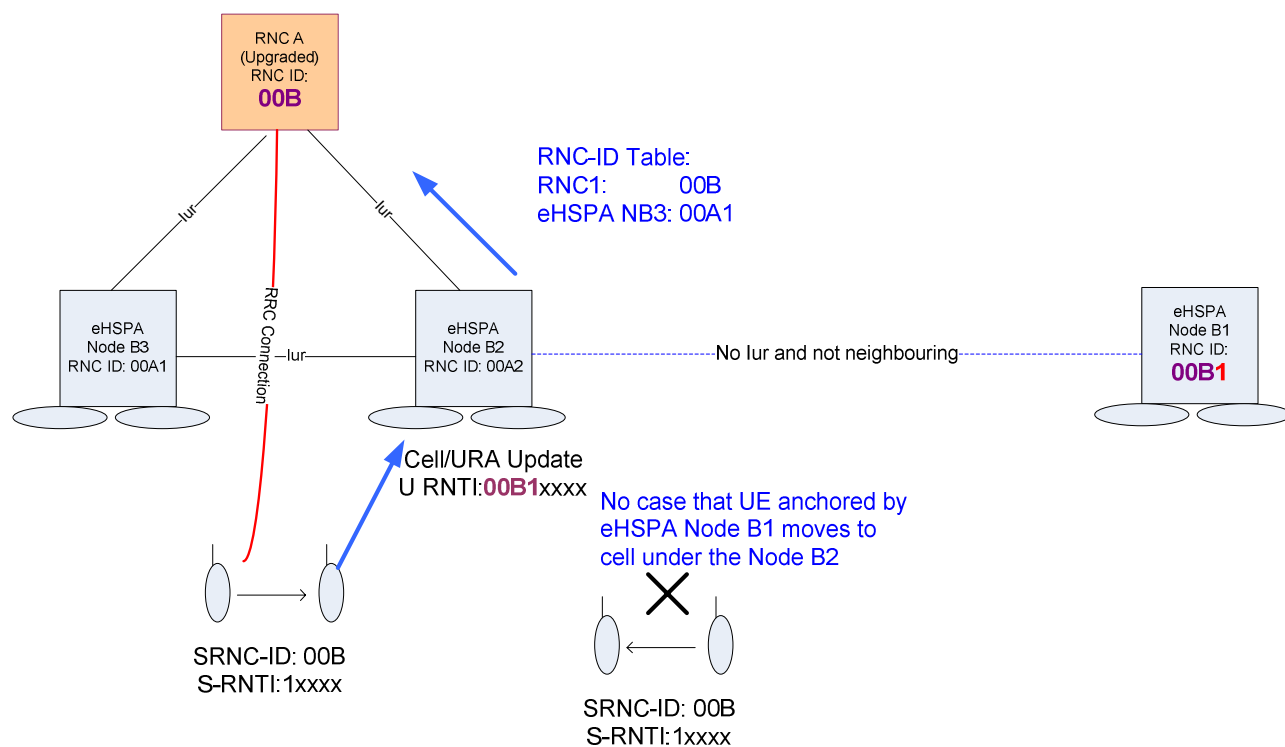 RNC A
(Upgraded)
RNC ID:
00B
RNC-ID Table:
RNC1: 00B
eHSPA NB3: 00A1
Iur
Iur
eHSPA
Node B3
RNC ID: 00A1
RRC Connection
Iur
eHSPA
Node B2
RNC ID: 00A2
No Iur and not neighbouring
eHSPA
Node B1
RNC ID:
00B1
Cell/URA Update
U RNTI:00B1xxxx
No case that UE anchored by
eHSPA Node B1 moves to
cell under the Node B2
SRNC-ID: 00B
S-RNTI:1xxxx
SRNC-ID: 00B
S-RNTI:1xxxx